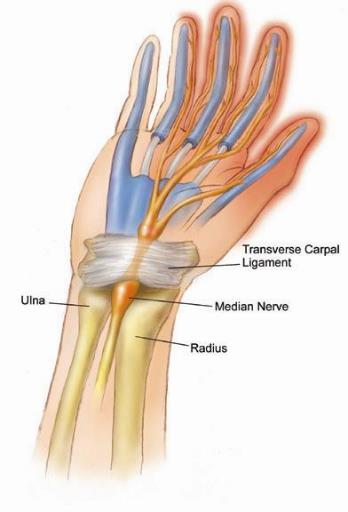 Transverse Carpal
Ligament
Ulna
Median Nerve
Radius